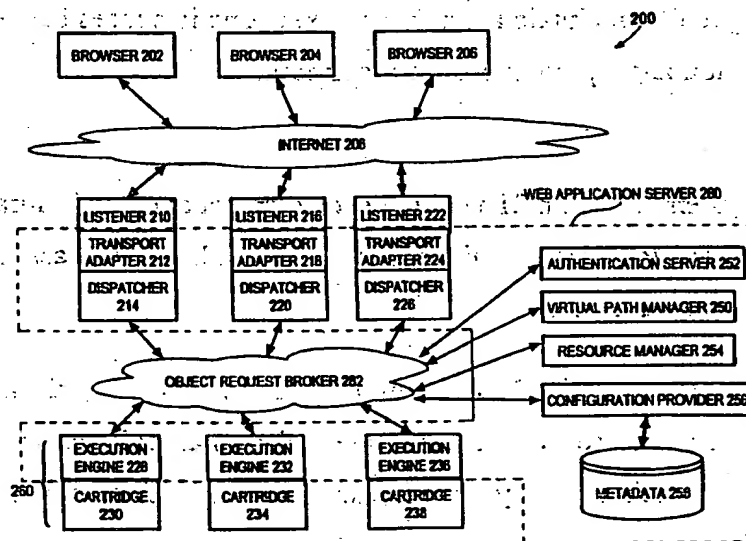 200
BROWSER 202
BROWSER 204
BROWSER 206
INTERNET 208
LISTENER 210
LISTENER 216
LISTENER 222
WEB APPLICATION SERVER 280
TRANSPORT
ADAPTER 212
TRANSPORT
ADAPTER 218
TRANSPORT
ADAPTER 224
DISPATCHER
214
DISPATCHER
220
DISPATCHER
226
AUTHENTICATION SERVER 252
VIRTUAL PATH MANAGER 250
RESOURCE MANAGER 254
CONFIGURATION PROVIDER 256
OBJECT REQUEST BROKER 282
EXECUTION
ENGINE 228
EXECUTION
ENGINE 232
EXECUTION
ENGINE 236
260
CARTRIDGE
230
CARTRIDGE
234
CARTRIDGE
238
METADATA 258